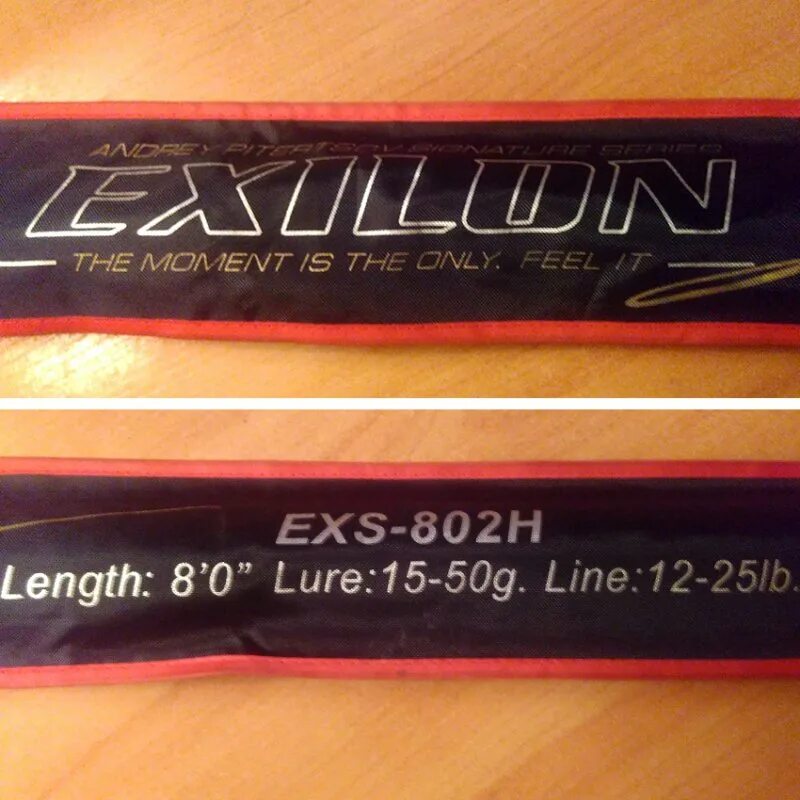 ANDREY PITERTSOV SIGNATURE SERIES
EXILON
THE MOMENT IS THE ONLY. FEEL IT
EXS-802H
Length: 8'0" Lure:15-50g. Line:12-25lb.